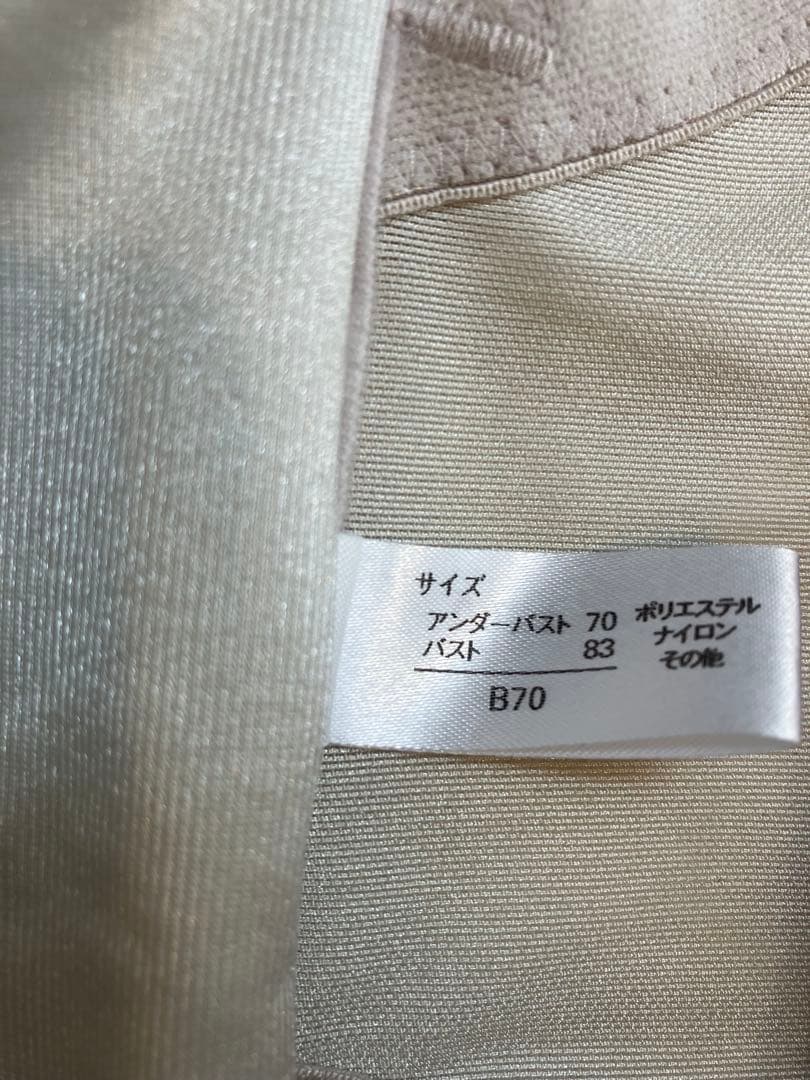 サイズ
アンダーバスト 70
バスト 83
B70
ポリエステル
ナイロン
その他